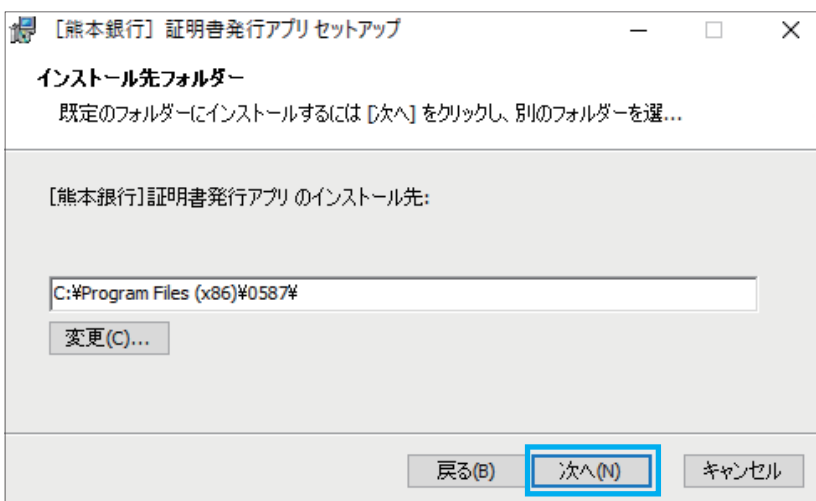 ［熊本銀行］証明書発行アプリ セットアップ
インストール先フォルダー
既定のフォルダーにインストールするには [次へ] をクリックし、別のフォルダーを選...
[熊本銀行]証明書発行アプリ のインストール先:
C:¥Program Files (x86)¥0587¥
変更(C)...
戻る(B) 次へ(N) キャンセル